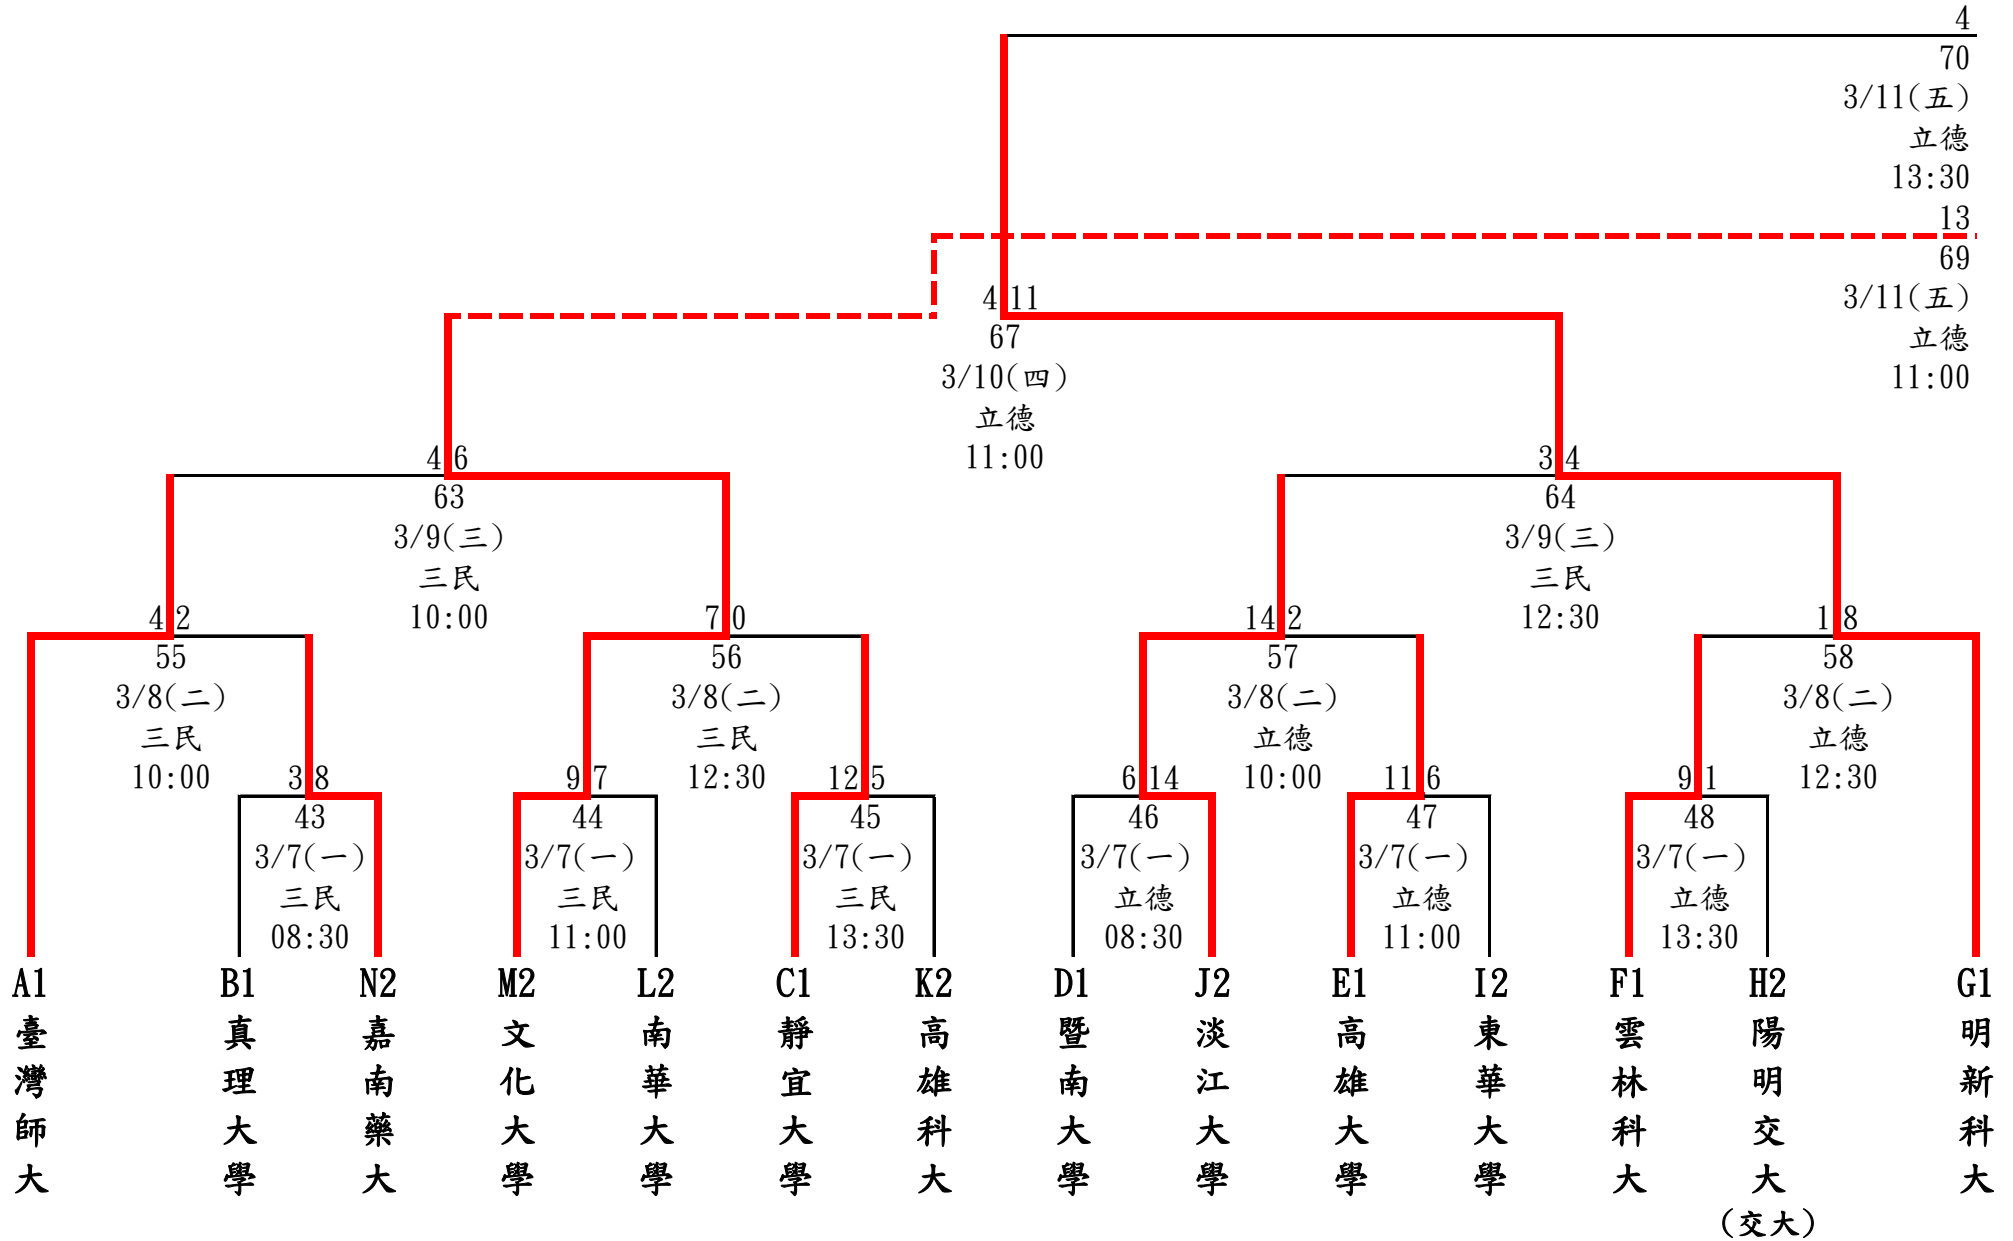 4
70
3/11(五)
立德
13:30
13
69
3/11(五)
立德
11:00
4 11
67
3/10(四)
立德
11:00
4 6
63
3/9(三)
三民
10:00
3 4
64
3/9(三)
三民
12:30
4 2
55
3/8(二)
三民
10:00
7 0
56
3/8(二)
三民
12:30
14 2
57
3/8(二)
立德
10:00
1 8
58
3/8(二)
立德
12:30
3 8
43
3/7(一)
三民
08:30
9 7
44
3/7(一)
三民
11:00
12 5
45
3/7(一)
三民
13:30
6 14
46
3/7(一)
立德
08:30
11 6
47
3/7(一)
立德
11:00
9 1
48
3/7(一)
立德
13:30
A1
臺灣師大
B1
真理大學
N2
嘉南藥大
M2
文化大學
L2
南華大學
C1
靜宜大學
K2
高雄科大
D1
暨南大學
J2
淡江大學
E1
高雄大學
I2
東華大學
F1
雲林科大
H2
陽明交大
(交大)
G1
明新科大